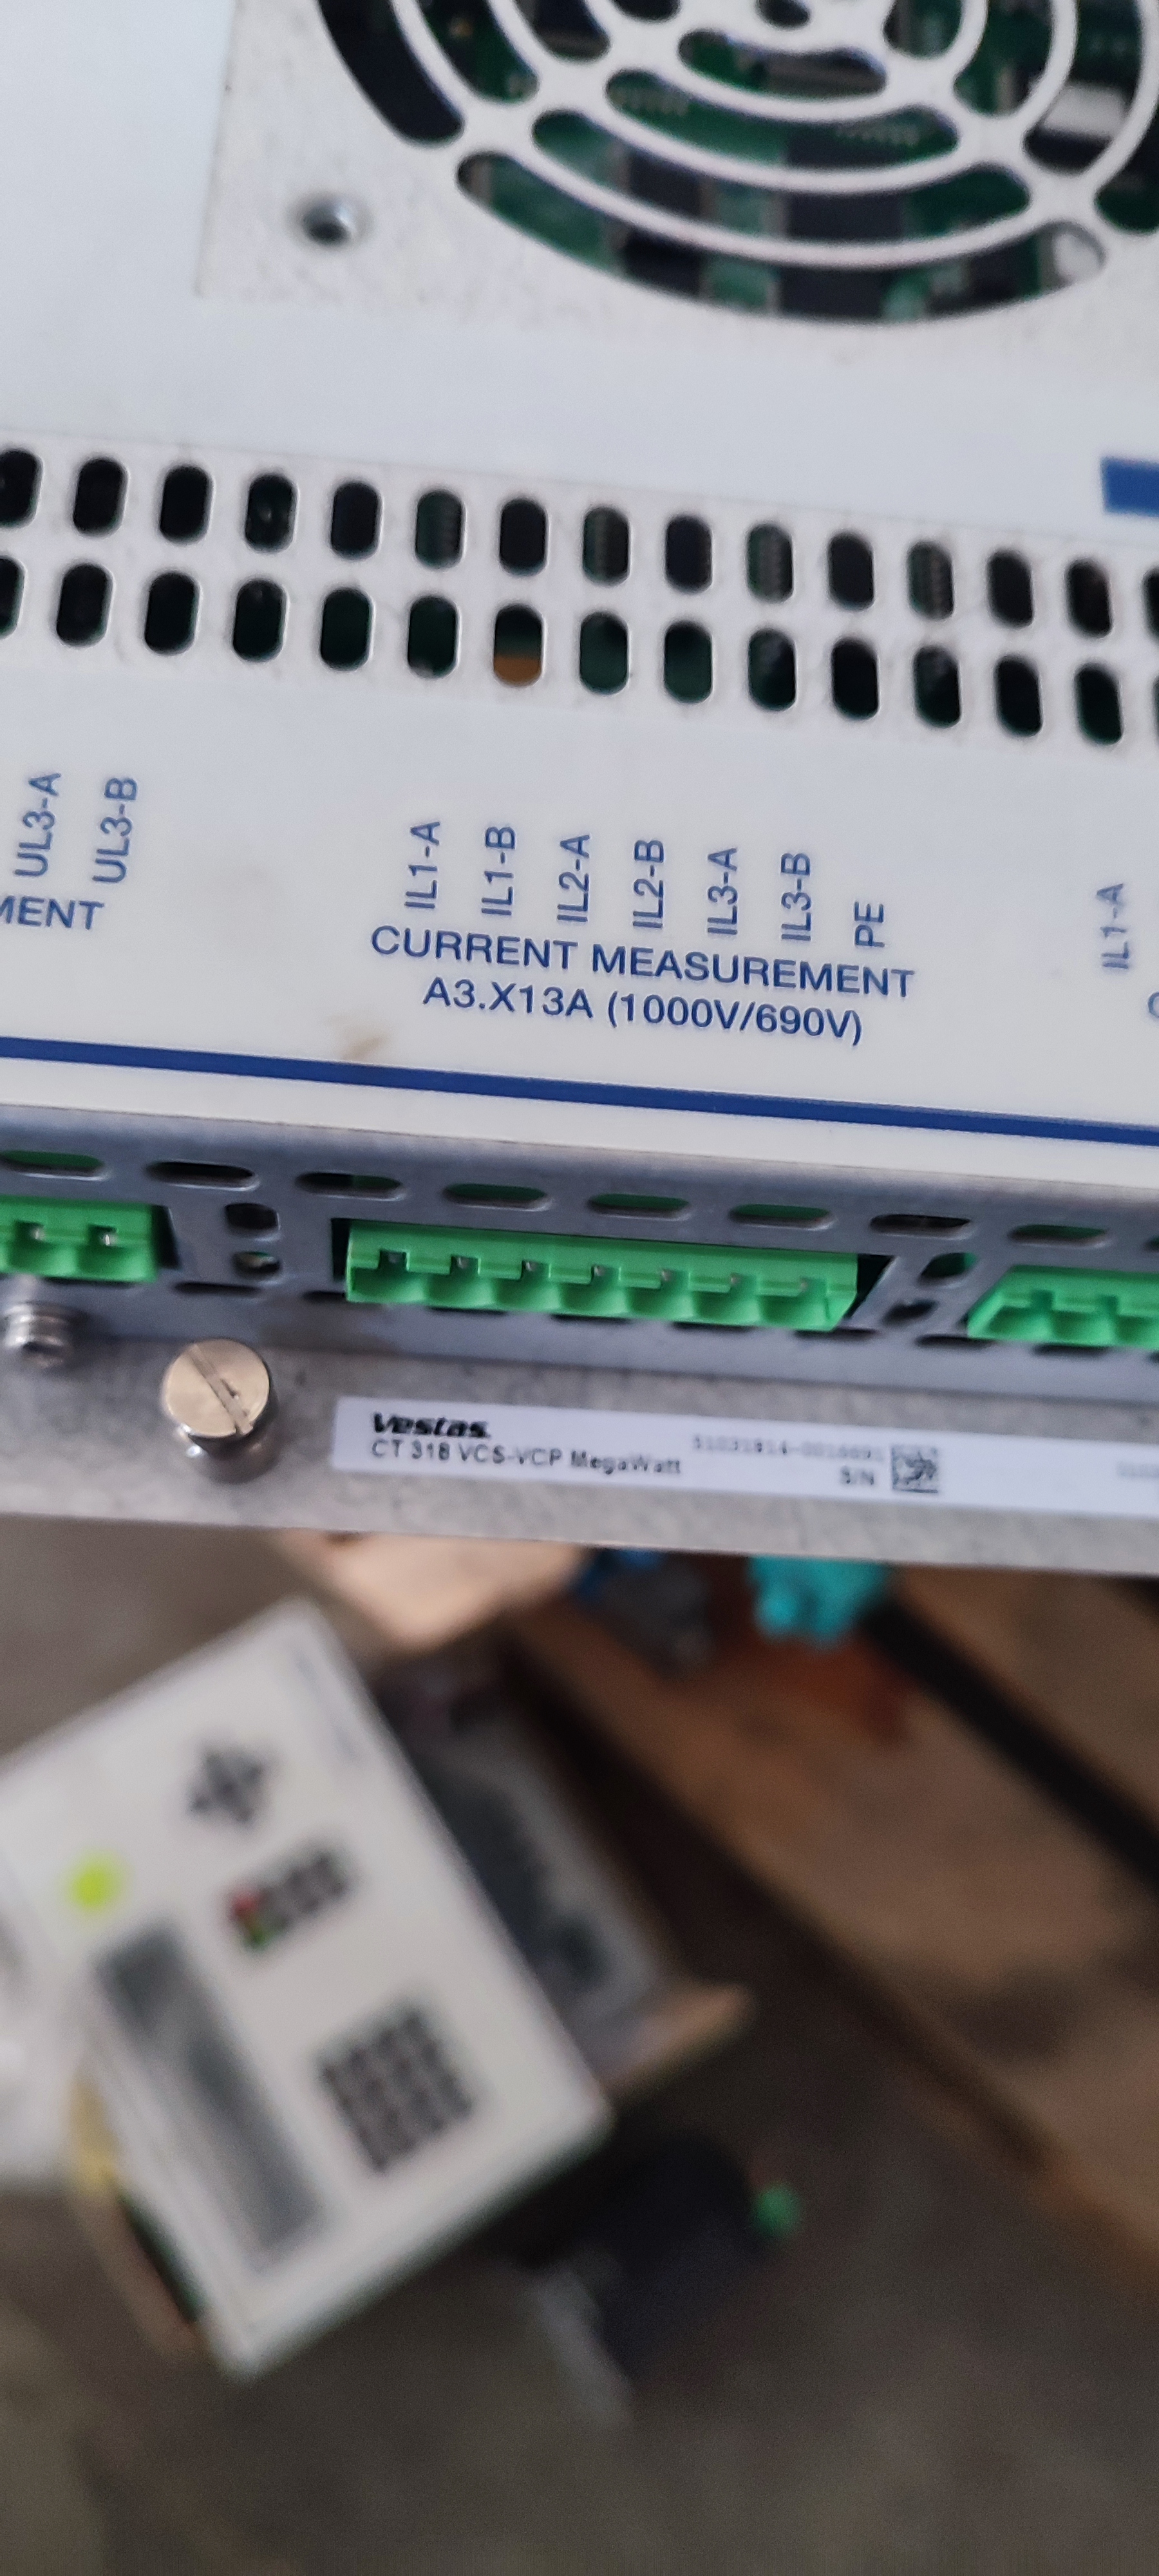 UL3-A
UL3-B
MENT
IL1-A
IL1-B
IL2-A
IL2-B
IL3-A
IL3-B
PE
CURRENT MEASUREMENT
A3.X13A (1000V/690V)
IL1-A
Vestas
CT 318 VCS-VCP MegaWatt
S/N